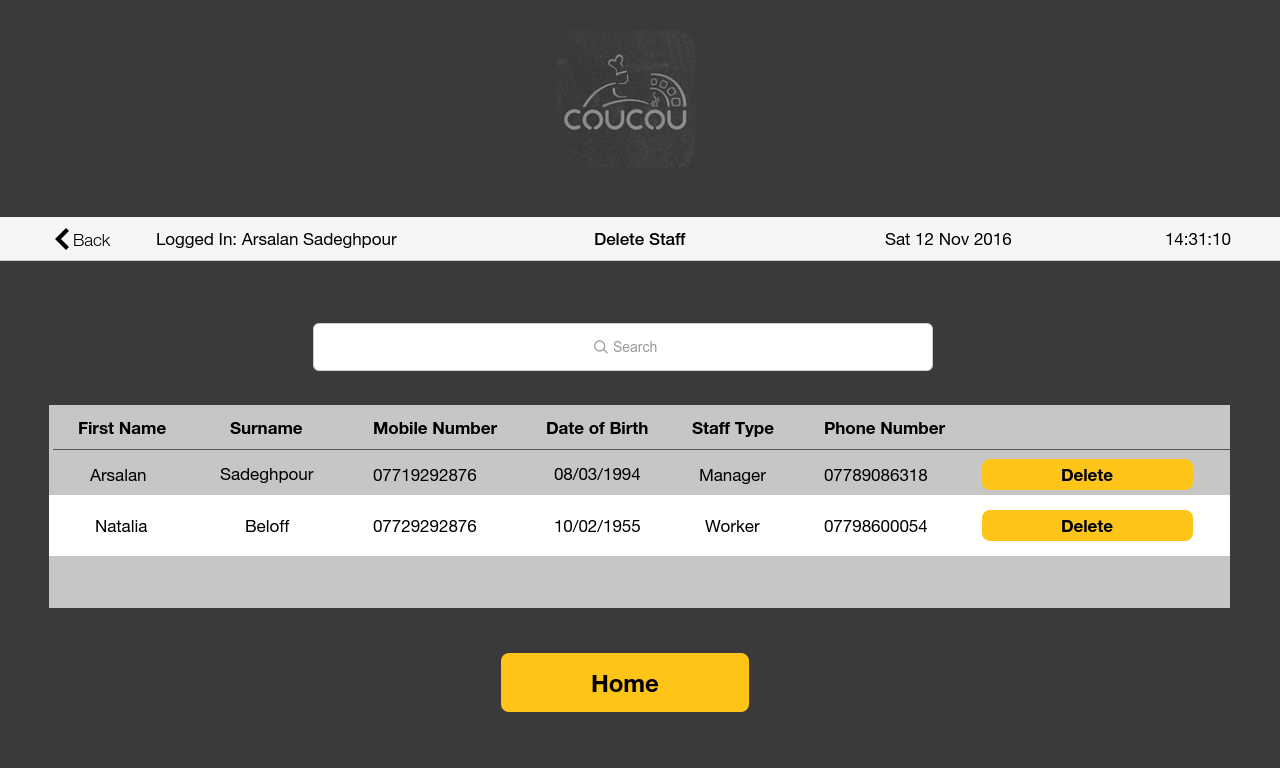 COUCOU
Back Logged In: Arsalan Sadeghpour Delete Staff Sat 12 Nov 2016 14:31:10
Search
First Name Surname Mobile Number Date of Birth Staff Type Phone Number
Arsalan Sadeghpour 07719292876 08/03/1994 Manager 07789086318 Delete
Natalia Beloff 07729292876 10/02/1955 Worker 07798600054 Delete
Home